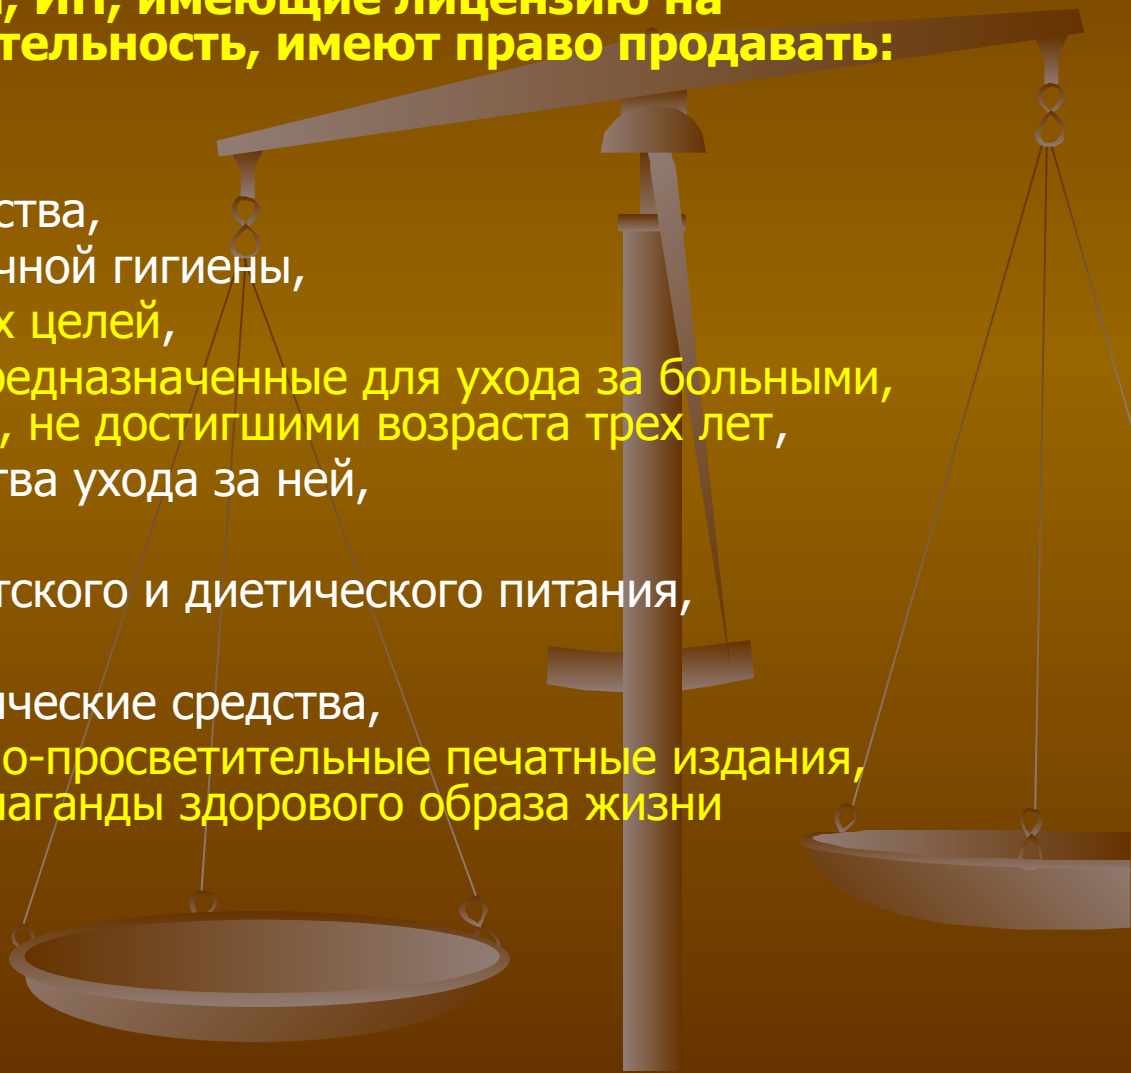 ИП, имеющие лицензию на
тельность, имеют право продавать:
ства,
чной гигиены,
х целей,
редназначенные для ухода за больными,
, не достигшими возраста трех лет,
тва ухода за ней,
тского и диетического питания,
ические средства,
о-просветительные печатные издания,
паганды здорового образа жизни